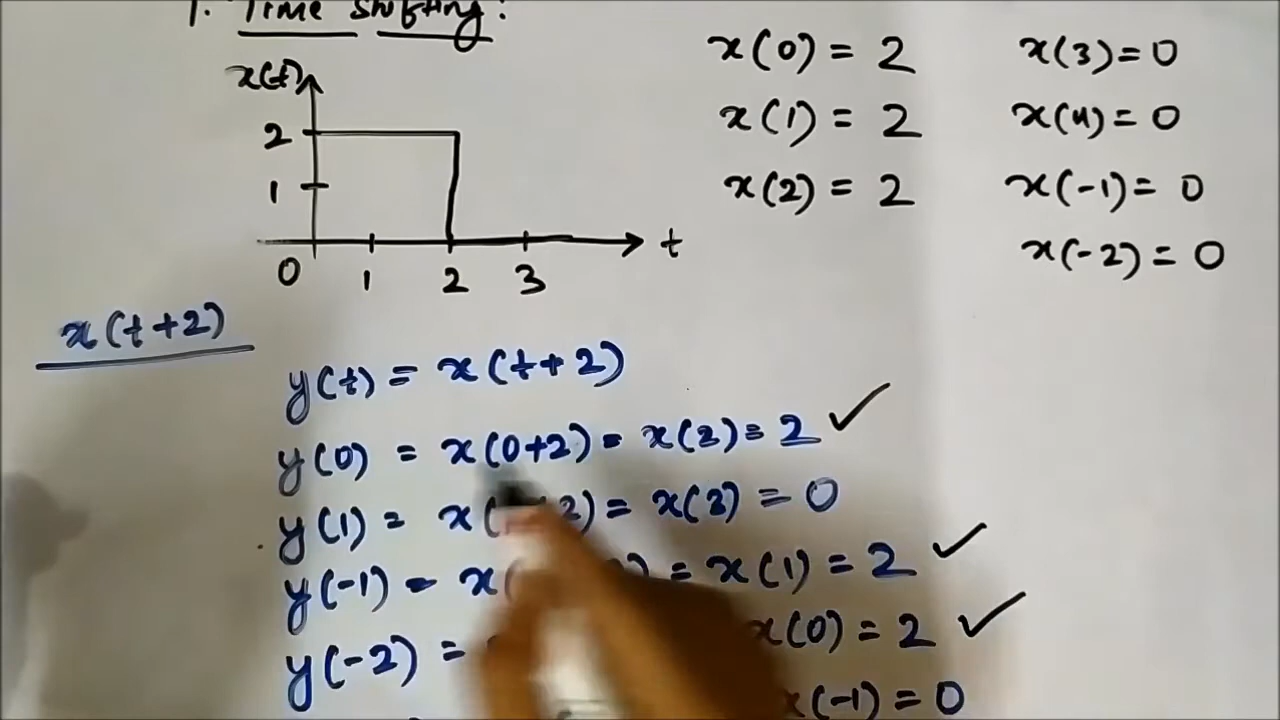 1. Time Shifting:
x(t)
2
1
0 1 2 3 t
x(0) = 2
x(1) = 2
x(2) = 2
x(3) = 0
x(4) = 0
x(-1) = 0
x(-2) = 0
x(t+2)
y(t) = x(t+2)
y(0) = x(0+2) = x(2) = 2 ✓
y(1) = x( 2) = x(3) = 0
y(-1) = x( ) = x(1) = 2 ✓
y(-2) = x(0) = 2 ✓
x(-1) = 0